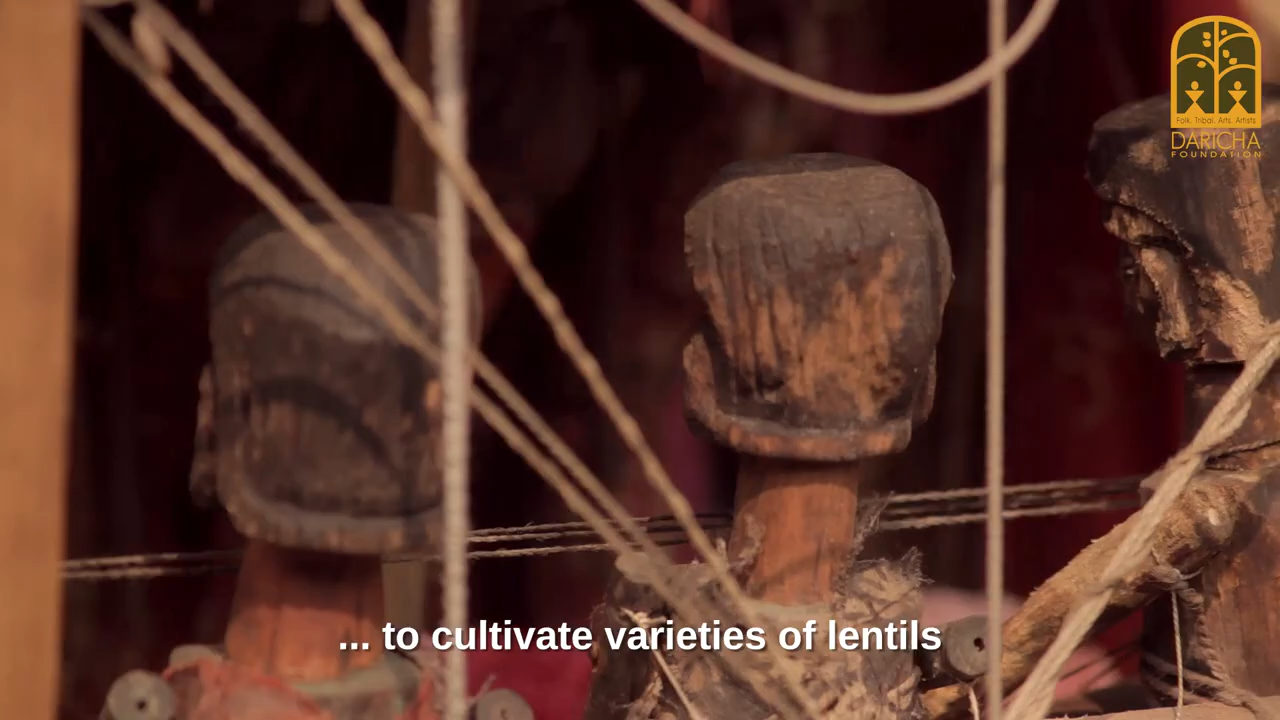 Folk. Tribal. Arts. Artists
DARICHA
FOUNDATION
... to cultivate varieties of lentils